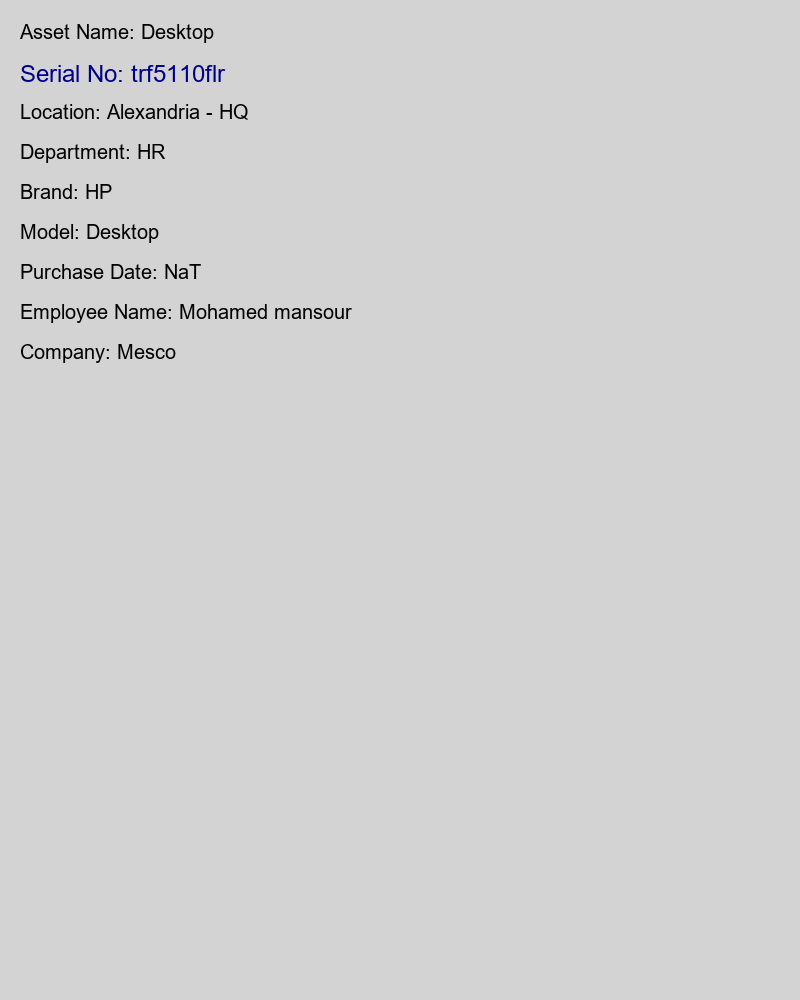 Asset Name: Desktop
Serial No: trf5110flr
Location: Alexandria - HQ
Department: HR
Brand: HP
Model: Desktop
Purchase Date: NaT
Employee Name: Mohamed mansour
Company: Mesco